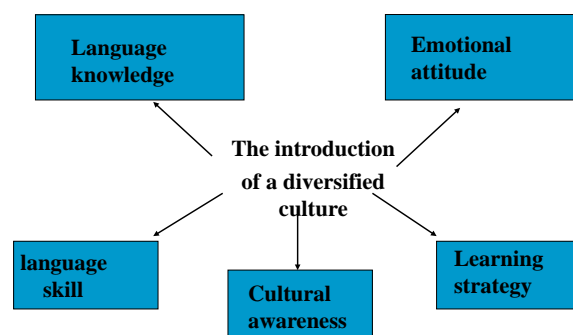 Language
knowledge
Emotional
attitude
The introduction
of a diversified
culture
language
skill
Cultural
awareness
Learning
strategy